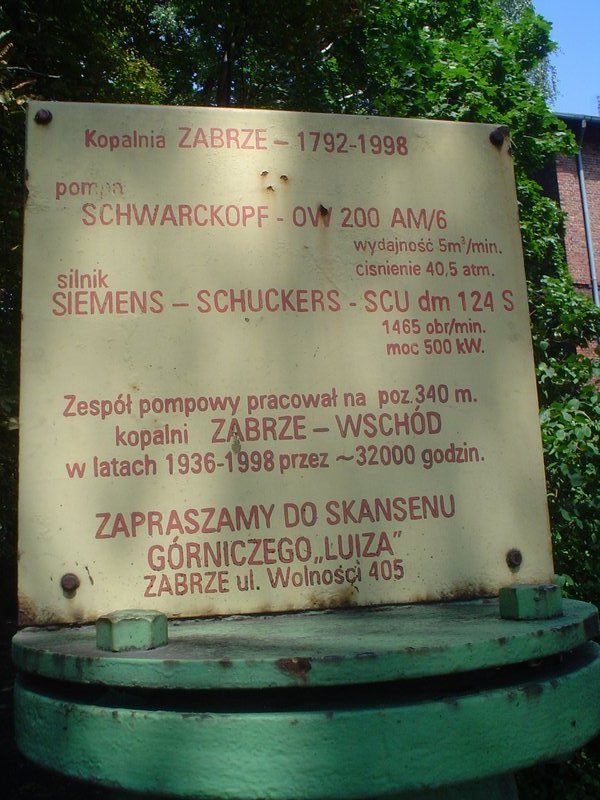 Kopalnia ZABRZE – 1792-1998
pompa
SCHWARCKOPF - OW 200 AM/6
wydajność 5m³/min.
ciśnienie 40,5 atm.
silnik
SIEMENS – SCHUCKERS - SCU dm 124 S
1465 obr/min.
moc 500 kW.
Zespół pompowy pracował na poz.340 m.
kopalni ZABRZE – WSCHÓD
w latach 1936-1998 przez ~32000 godzin.
ZAPRASZAMY DO SKANSENU
GÓRNICZEGO „LUIZA”
ZABRZE ul. Wolności 405